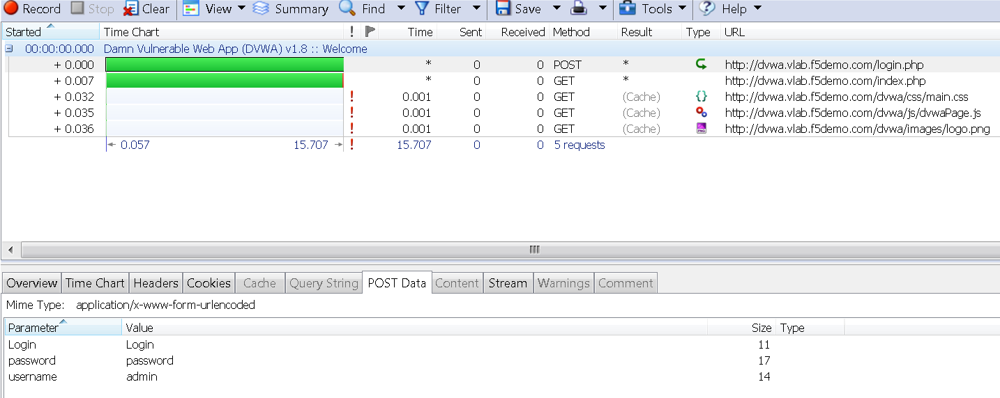 Record Stop Clear View Summary Find Filter Save Tools Help
Started Time Chart ! Time Sent Received Method Result Type URL
00:00:00.000 Damn Vulnerable Web App (DVWA) v1.8 :: Welcome
+ 0.000 * 0 0 POST * http://dvwa.vlab.f5demo.com/login.php
+ 0.007 * 0 0 GET * http://dvwa.vlab.f5demo.com/index.php
+ 0.032 ! 0.001 0 0 GET (Cache) {} http://dvwa.vlab.f5demo.com/dvwa/css/main.css
+ 0.035 ! 0.001 0 0 GET (Cache) http://dvwa.vlab.f5demo.com/dvwa/js/dvwaPage.js
+ 0.036 ! 0.001 0 0 GET (Cache) PNG http://dvwa.vlab.f5demo.com/dvwa/images/logo.png
0.057 15.707 ! 15.707 0 0 5 requests
Overview Time Chart Headers Cookies Cache Query String POST Data Content Stream Warnings Comment
Mime Type: application/x-www-form-urlencoded
Parameter Value Size Type
Login Login 11
password password 17
username admin 14